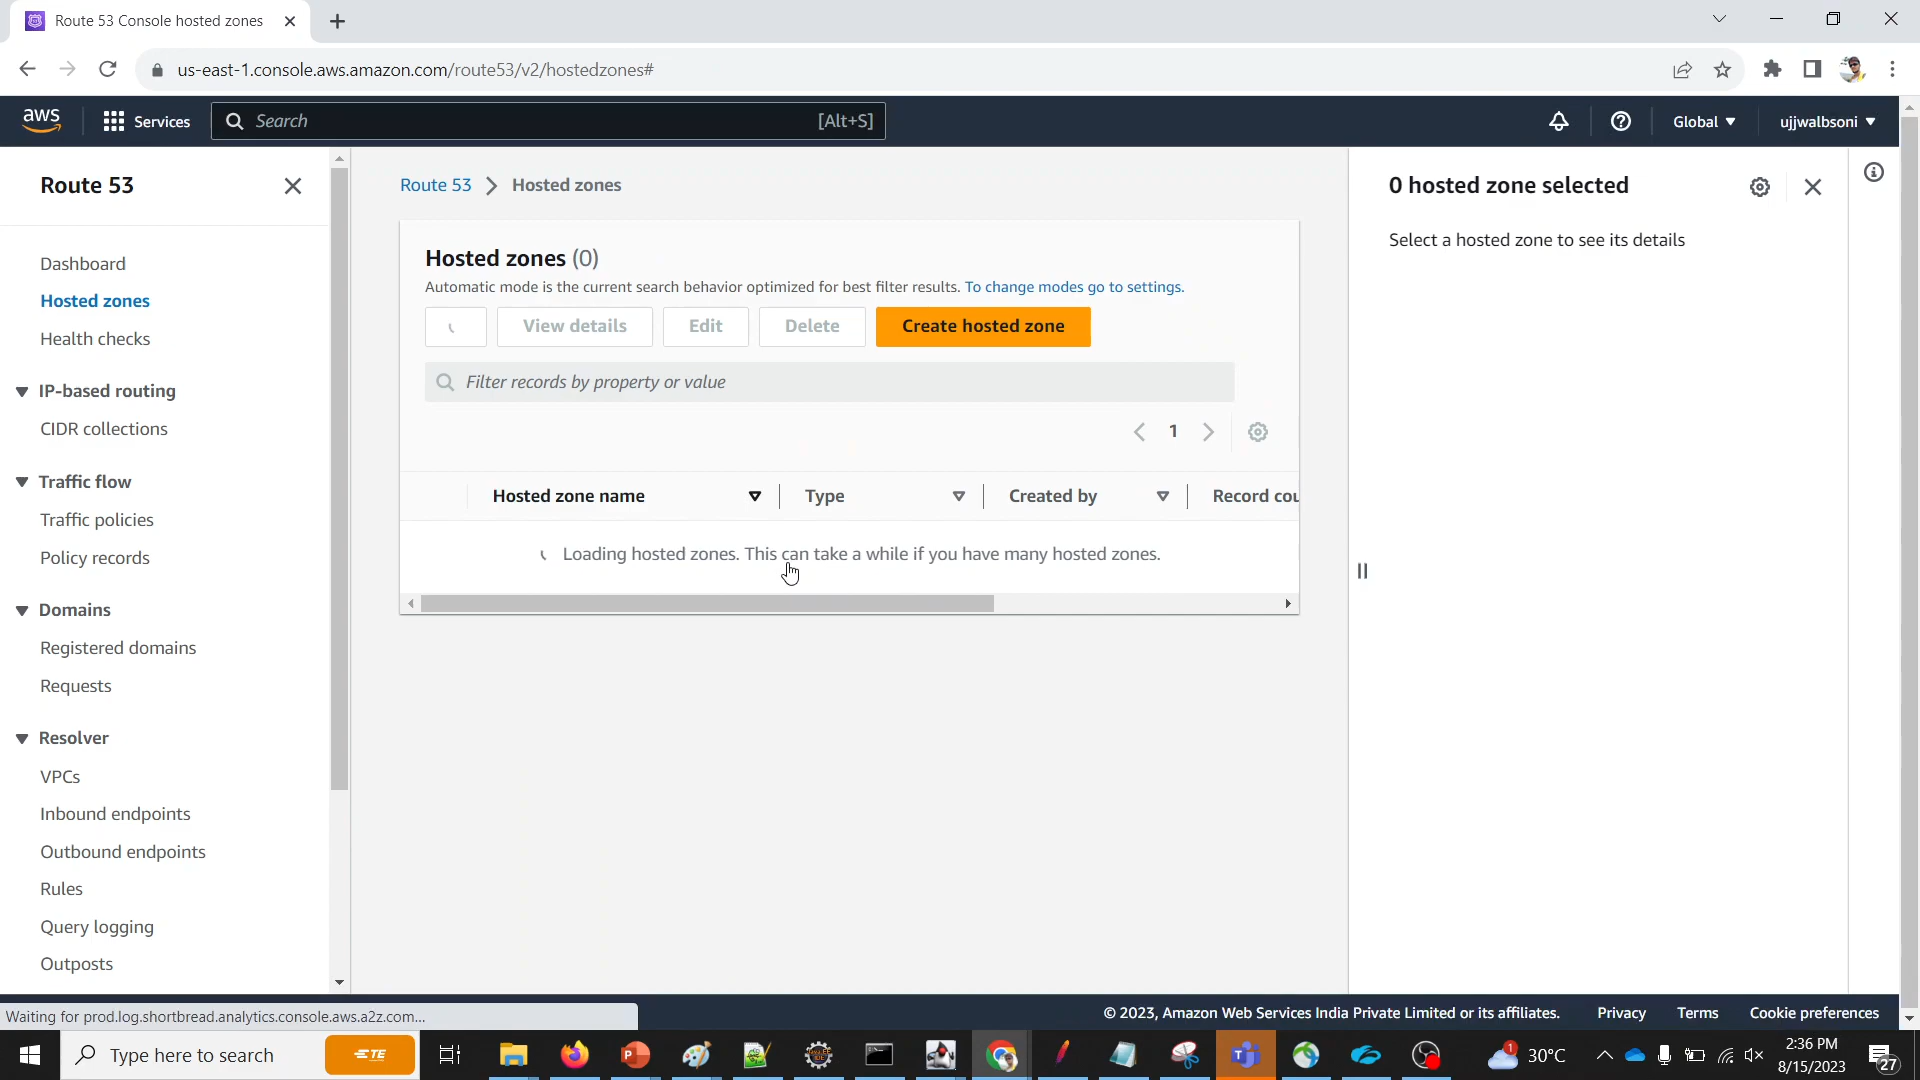 Route 53 Console hosted zones
us-east-1.console.aws.amazon.com/route53/v2/hostedzones#
aws
Services
Search
[Alt+S]
Global
ujjwalbsoni
Route 53
Dashboard
Hosted zones
Health checks
IP-based routing
CIDR collections
Traffic flow
Traffic policies
Policy records
Domains
Registered domains
Requests
Resolver
VPCs
Inbound endpoints
Outbound endpoints
Rules
Query logging
Outposts
Route 53 > Hosted zones
Hosted zones (0)
Automatic mode is the current search behavior optimized for best filter results. To change modes go to settings.
View details
Edit
Delete
Create hosted zone
Filter records by property or value
1
Hosted zone name
Type
Created by
Record cou
Loading hosted zones. This can take a while if you have many hosted zones.
0 hosted zone selected
Select a hosted zone to see its details
Waiting for prod.log.shortbread.analytics.console.aws.a2z.com...
© 2023, Amazon Web Services India Private Limited or its affiliates.
Privacy
Terms
Cookie preferences
Type here to search
30°C
2:36 PM
8/15/2023
27